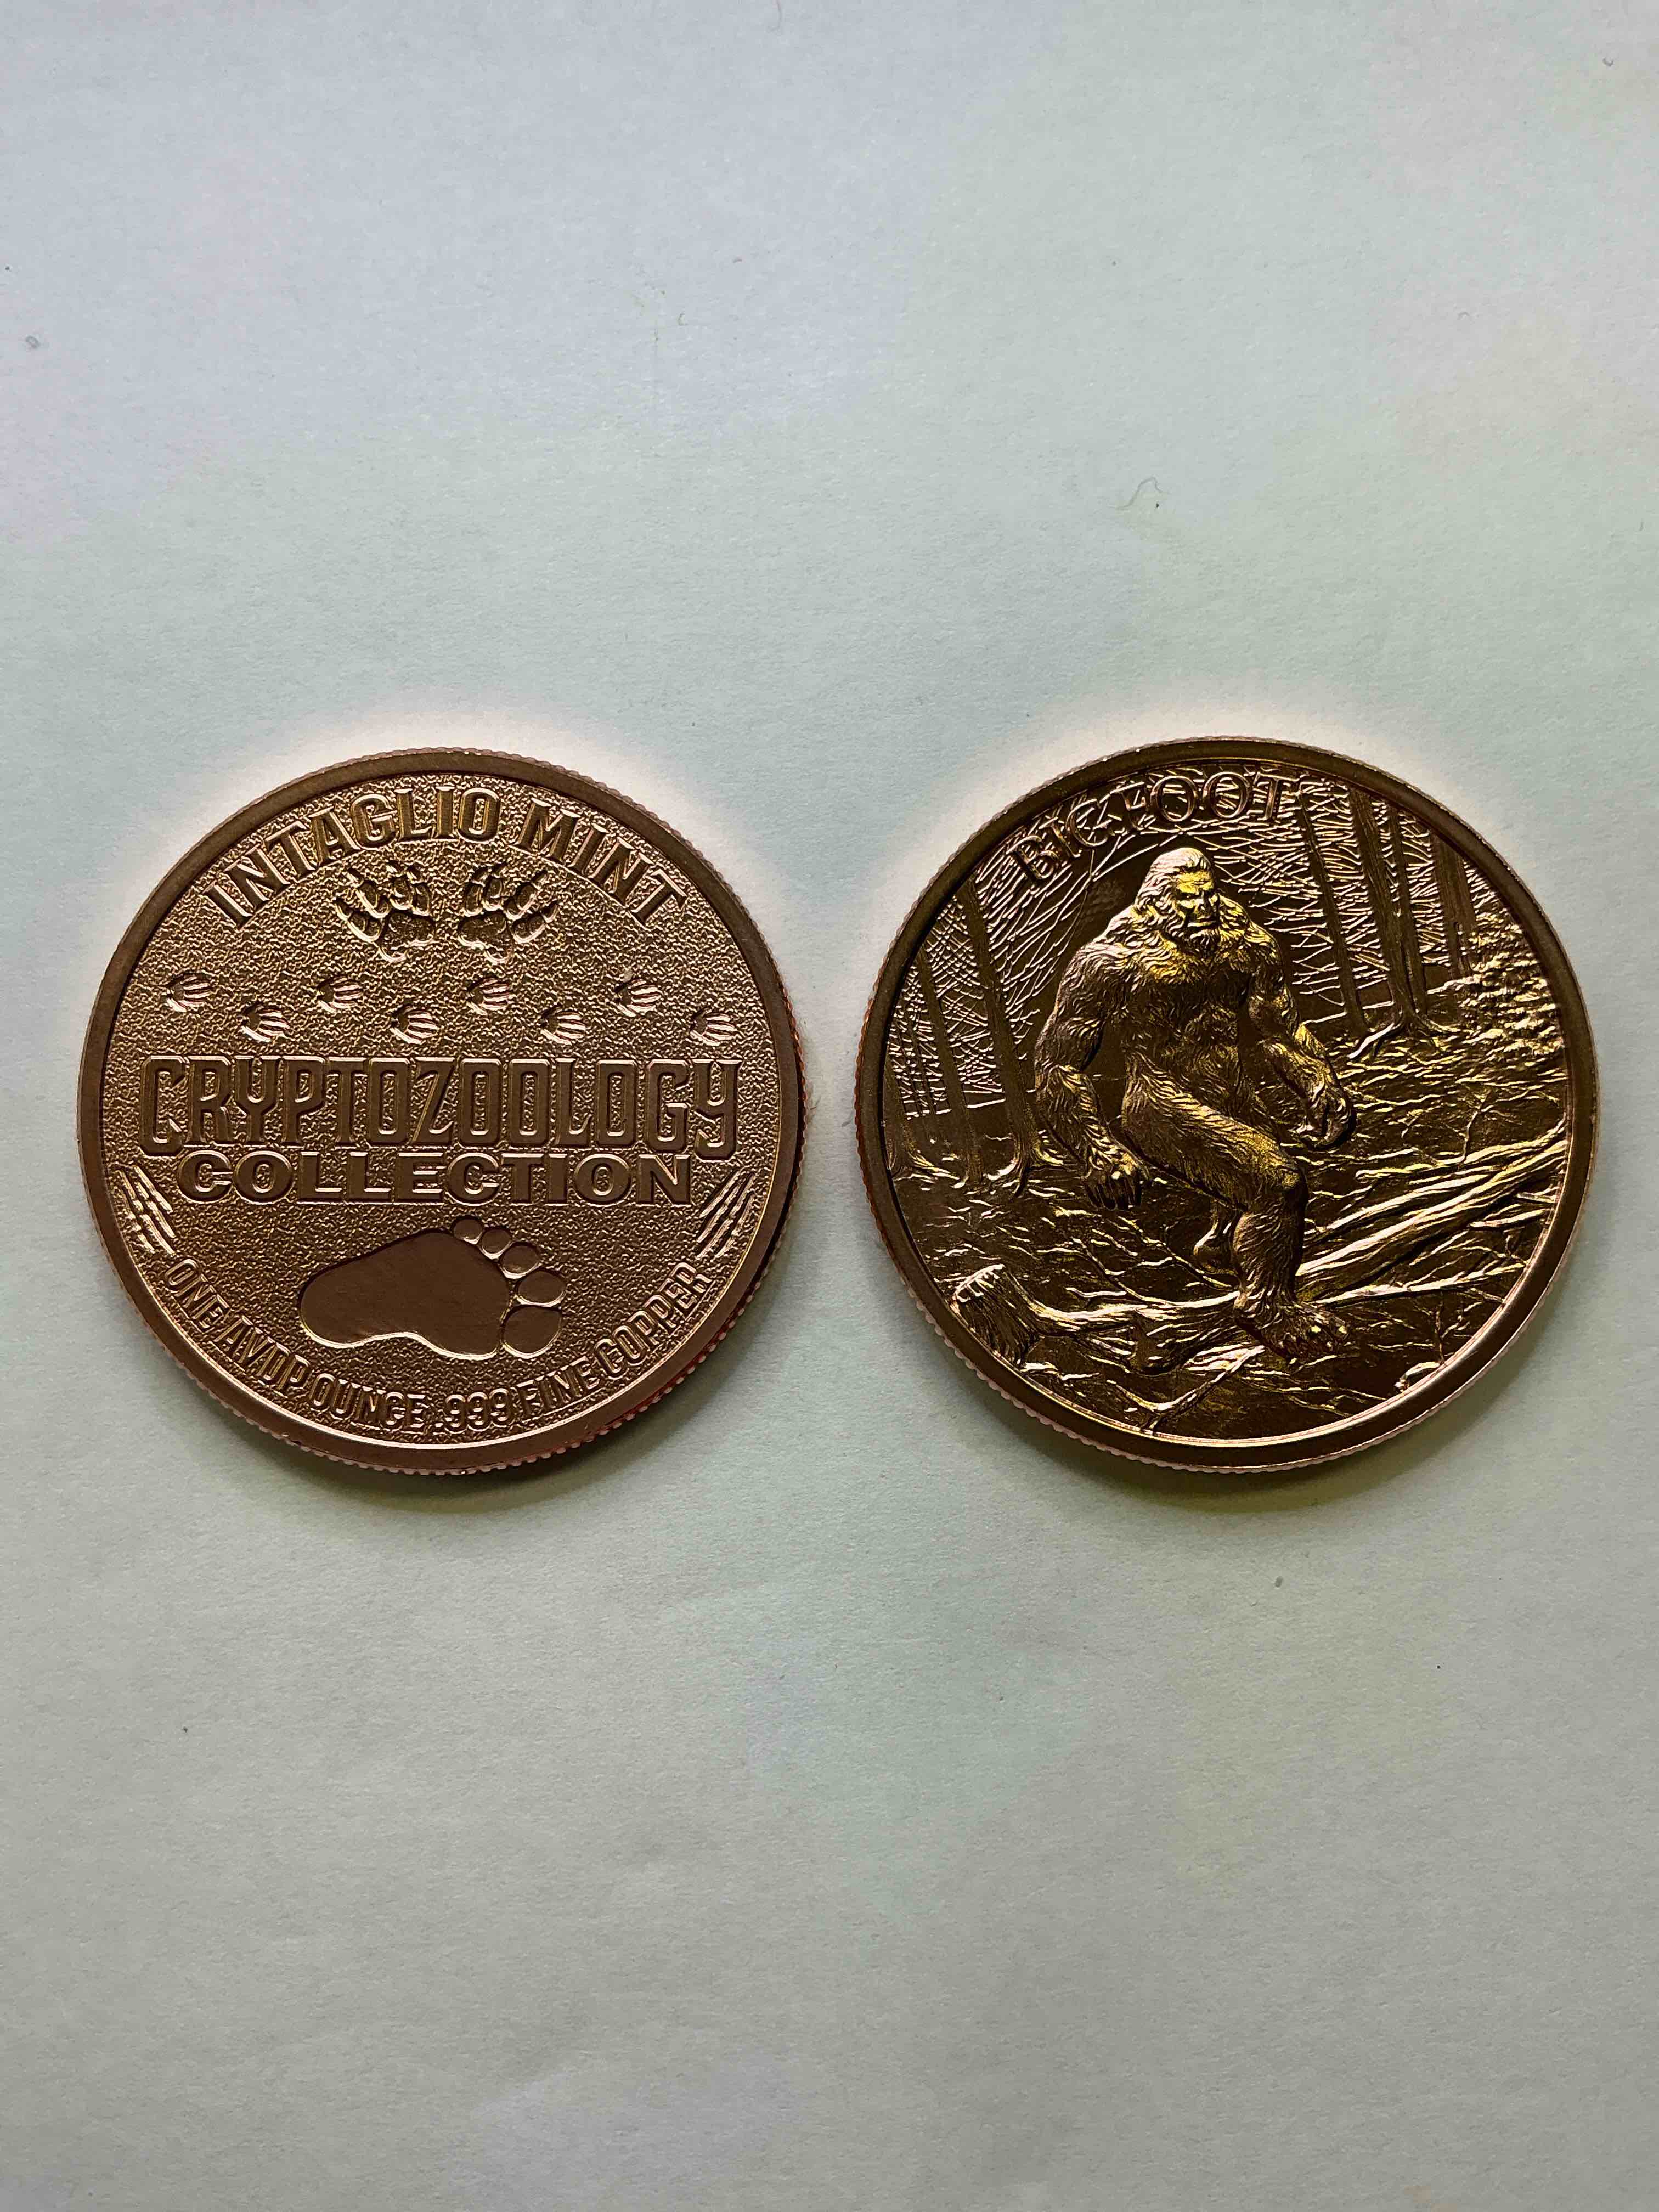 INTAGLIO MINT
CRYPTOZOOLOGY
COLLECTION
ONE AVDP OUNCE .999 FINE COPPER
BIGFOOT